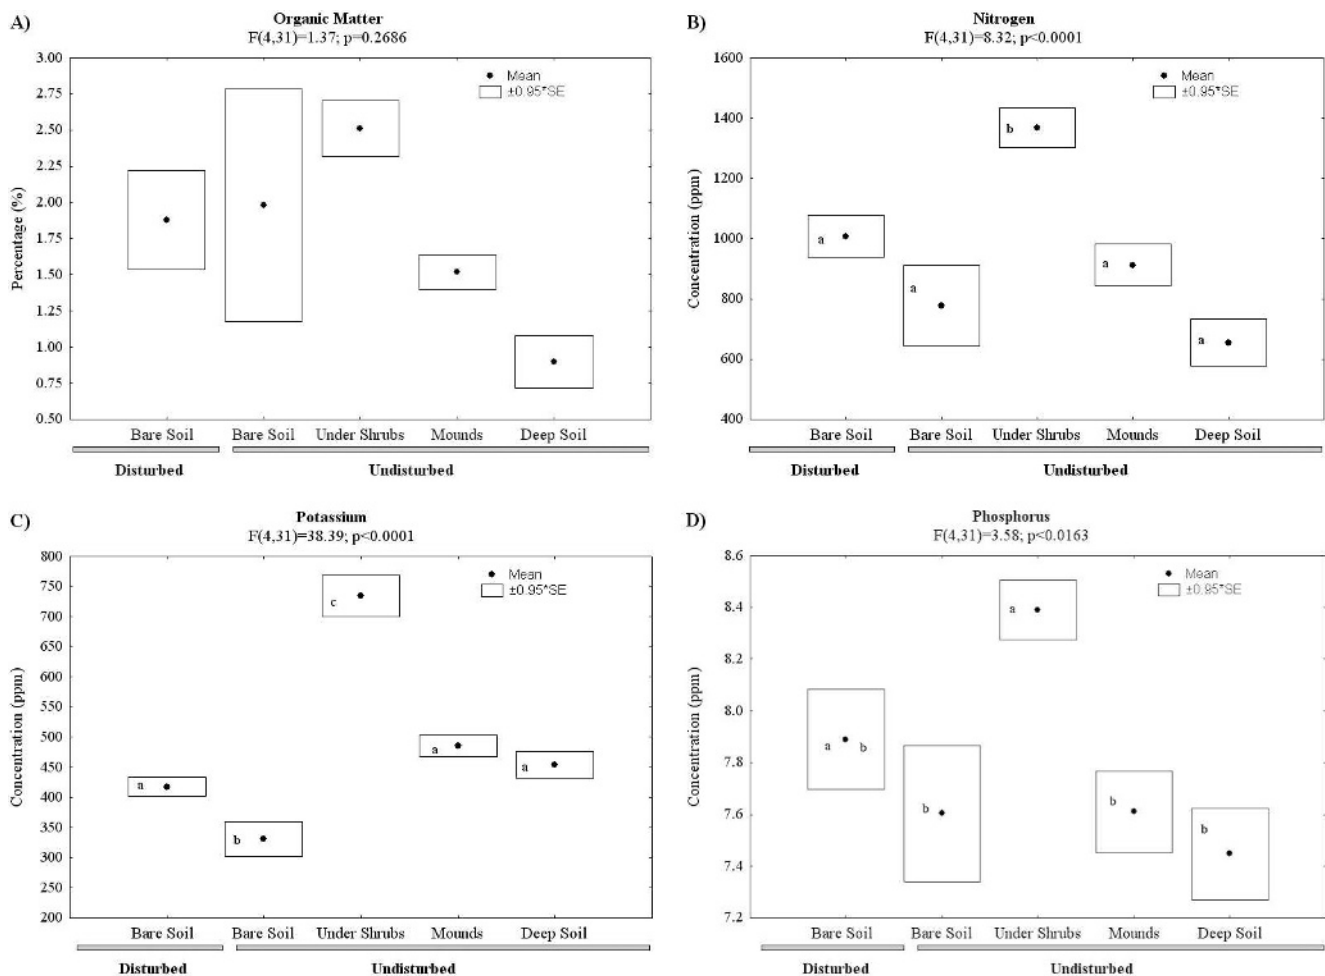 A)
Organic Matter
F(4,31)=1.37; p=0.2686
Mean
±0.95*SE
Percentage (%)
3.00
2.75
2.50
2.25
2.00
1.75
1.50
1.25
1.00
0.75
0.50
Bare Soil Bare Soil Under Shrubs Mounds Deep Soil
Disturbed Undisturbed
B)
Nitrogen
F(4,31)=8.32; p<0.0001
Mean
±0.95*SE
Concentration (ppm)
1600
1400
1200
1000
800
600
400
a
a
b
a
a
Bare Soil Bare Soil Under Shrubs Mounds Deep Soil
Disturbed Undisturbed
C)
Potassium
F(4,31)=38.39; p<0.0001
Mean
±0.95*SE
Concentration (ppm)
800
750
700
650
600
550
500
450
400
350
300
250
200
a
b
c
a
a
Bare Soil Bare Soil Under Shrubs Mounds Deep Soil
Disturbed Undisturbed
D)
Phosphorus
F(4,31)=3.58; p<0.0163
Mean
±0.95*SE
Concentration (ppm)
8.6
8.4
8.2
8.0
7.8
7.6
7.4
7.2
a b
b
a
b
b
Bare Soil Bare Soil Under Shrubs Mounds Deep Soil
Disturbed Undisturbed